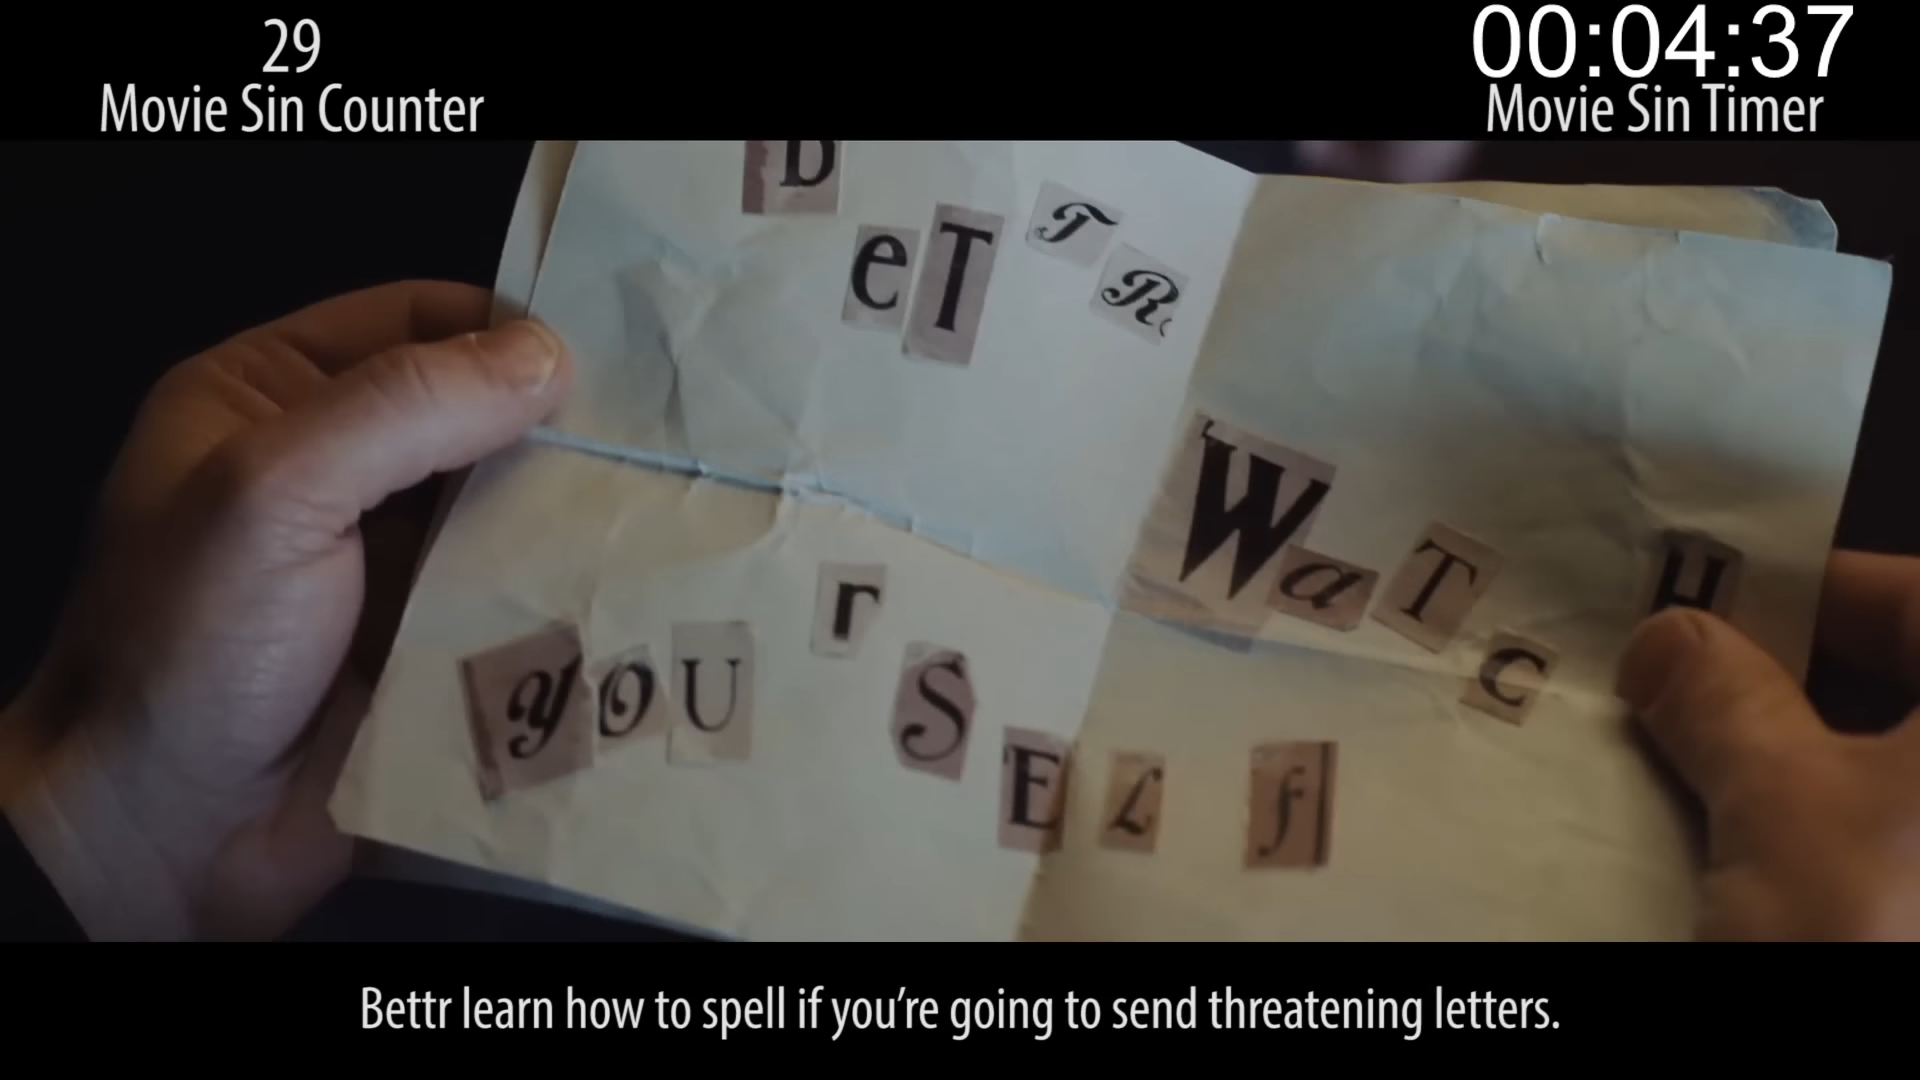 29
Movie Sin Counter
00:04:37
Movie Sin Timer
beTTR
WaTcH
yoUrSELf
Bettr learn how to spell if you're going to send threatening letters.